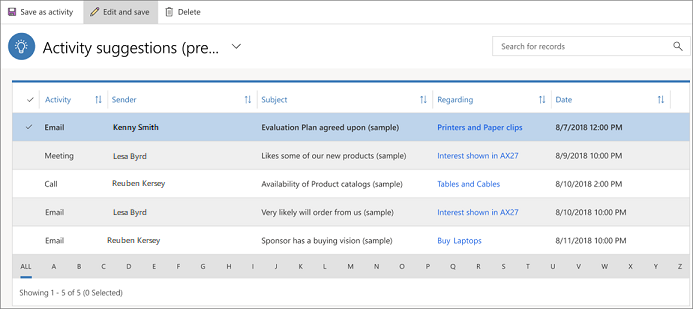 Save as activity Edit and save Delete
Activity suggestions (pre... Search for records
Activity Sender Subject Regarding Date
Email Kenny Smith Evaluation Plan agreed upon (sample) Printers and Paper clips 8/7/2018 12:00 PM
Meeting Lesa Byrd Likes some of our new products (sample) Interest shown in AX27 8/9/2018 10:00 PM
Call Reuben Kersey Availability of Product catalogs (sample) Tables and Cables 8/10/2018 2:00 PM
Email Lesa Byrd Very likely will order from us (sample) Interest shown in AX27 8/10/2018 10:00 PM
Email Reuben Kersey Sponsor has a buying vision (sample) Buy Laptops 8/11/2018 10:00 PM
ALL A B C D E F G H I J K L M N O P Q R S T U V W X Y Z
Showing 1 - 5 of 5 (0 Selected)